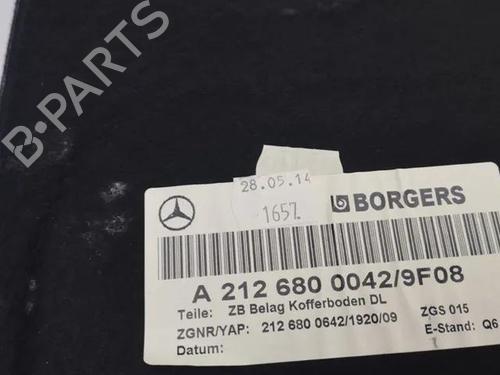 B-PARTS
28.05.14
1657
BORGERS
A 212 680 0042/9F08
Teile: ZB Belag Kofferboden DL
ZGNR/YAP: 212 680 0642/1920/09 ZGS 015
Datum: E-Stand: Q6